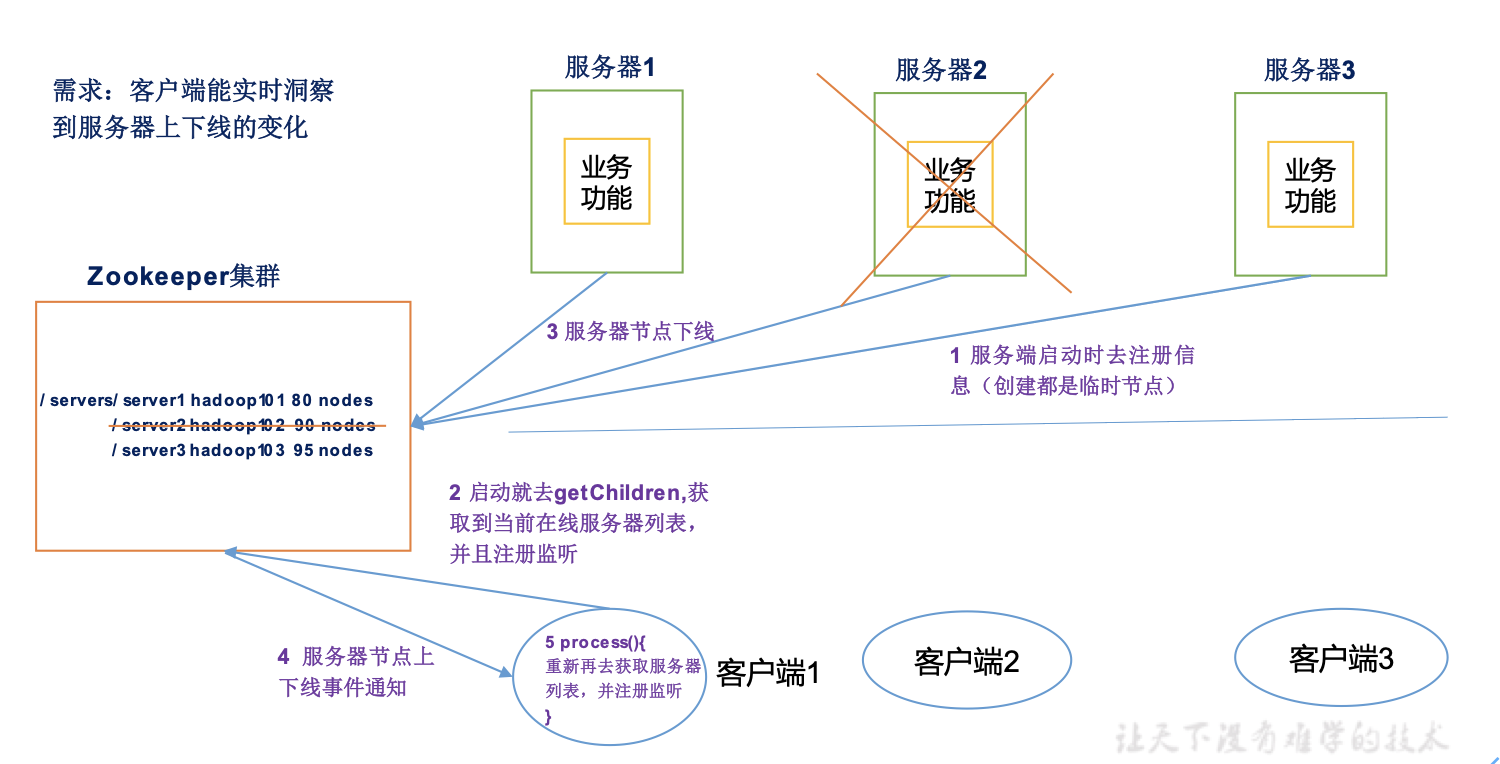 需求：客户端能实时洞察
到服务器上下线的变化
服务器1
服务器2
服务器3
业务
功能
业务
功能
业务
功能
Zookeeper集群
/ servers/ server1 hadoop101 80 nodes
/ server2 hadoop102 90 nodes
/ server3 hadoop103 95 nodes
3 服务器节点下线
1 服务端启动时去注册信
息（创建都是临时节点）
2 启动就去getChildren,获
取到当前在线服务器列表，
并且注册监听
4 服务器节点上
下线事件通知
5 process(){
重新再去获取服务器
列表，并注册监听
}
客户端1
客户端2
客户端3
让天下没有难学的技术